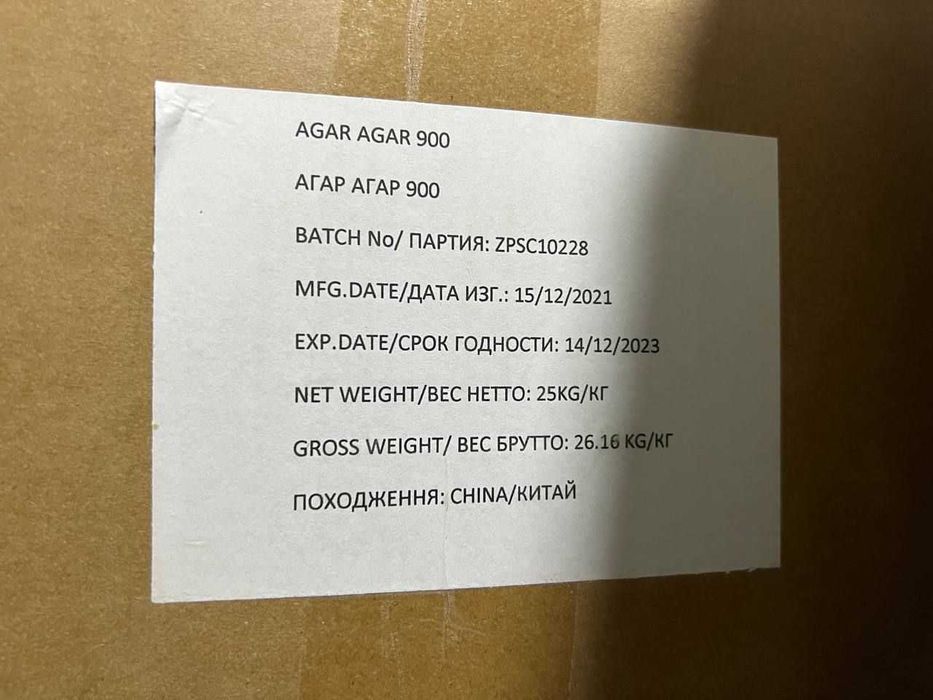 AGAR AGAR 900
АГАР АГАР 900
BATCH No/ ПАРТИЯ: ZPSC10228
MFG.DATE/ДАТА ИЗГ.: 15/12/2021
EXP.DATE/СРОК ГОДНОСТИ: 14/12/2023
NET WEIGHT/ВЕС НЕТТО: 25KG/КГ
GROSS WEIGHT/ ВЕС БРУТТО: 26.16 KG/КГ
ПОХОДЖЕННЯ: CHINA/КИТАЙ